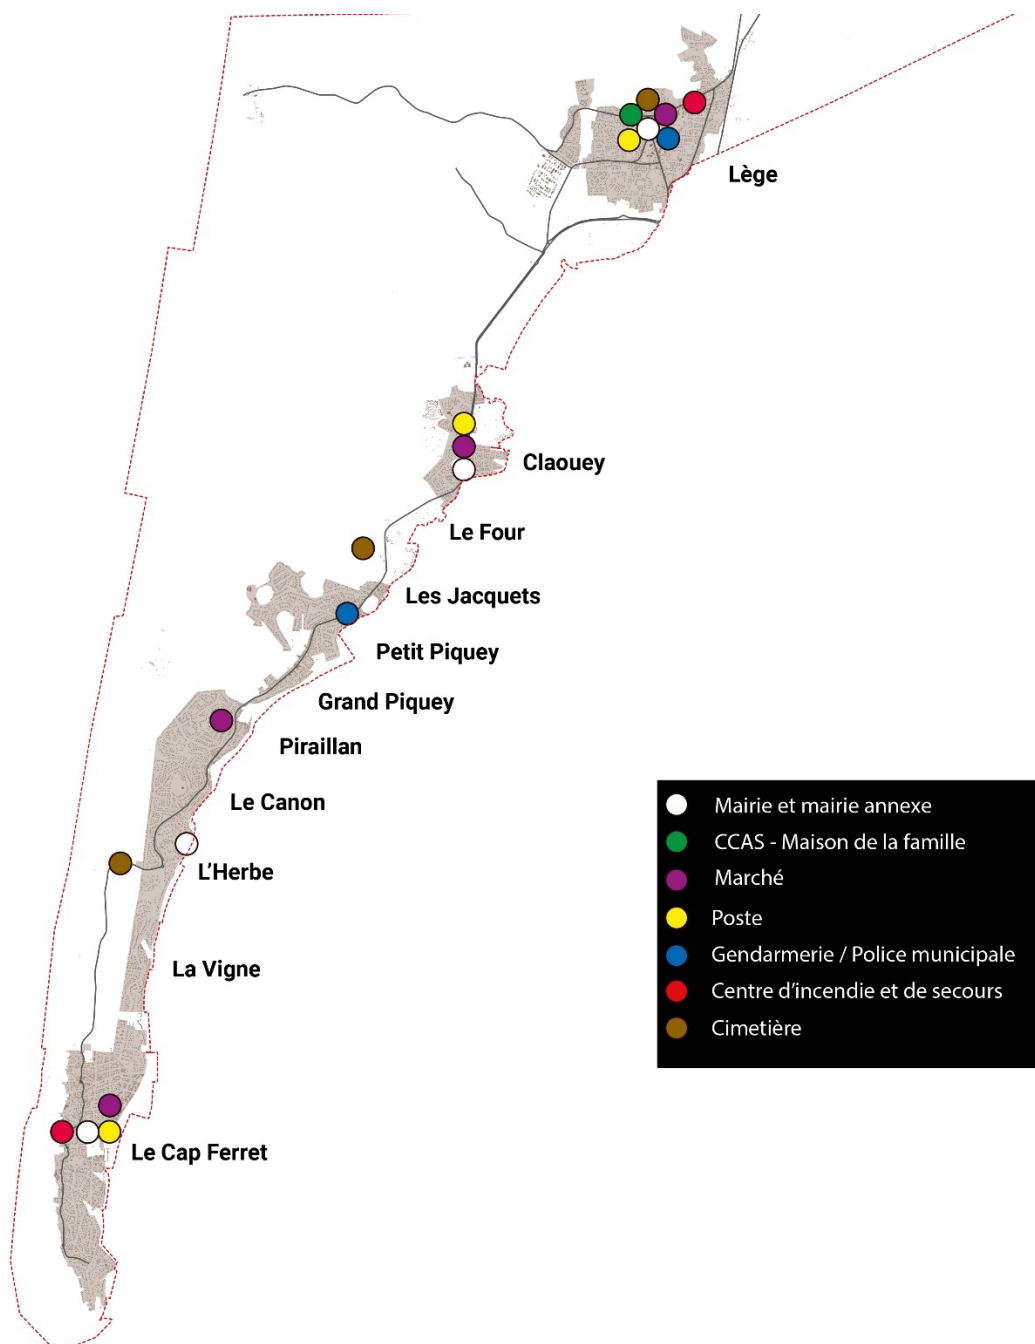 Lège
Claouey
Le Four
Les Jacquets
Petit Piquey
Grand Piquey
Piraillan
Le Canon
L'Herbe
La Vigne
Le Cap Ferret
Mairie et mairie annexe
CCAS - Maison de la famille
Marché
Poste
Gendarmerie / Police municipale
Centre d'incendie et de secours
Cimetière